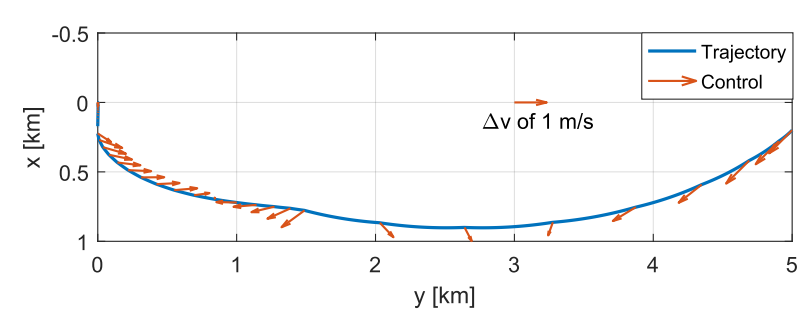 -0.5
0
0.5
1
x [km]
Trajectory
Control
Δv of 1 m/s
0 1 2 3 4 5
y [km]